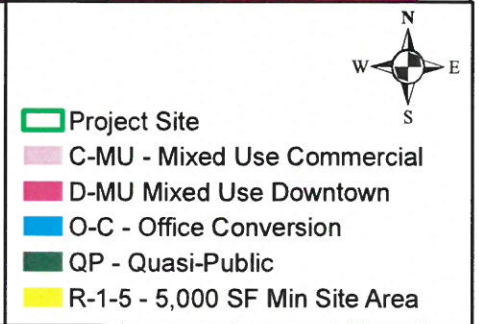 N
W E
S
Project Site
C-MU - Mixed Use Commercial
D-MU Mixed Use Downtown
O-C - Office Conversion
QP - Quasi-Public
R-1-5 - 5,000 SF Min Site Area